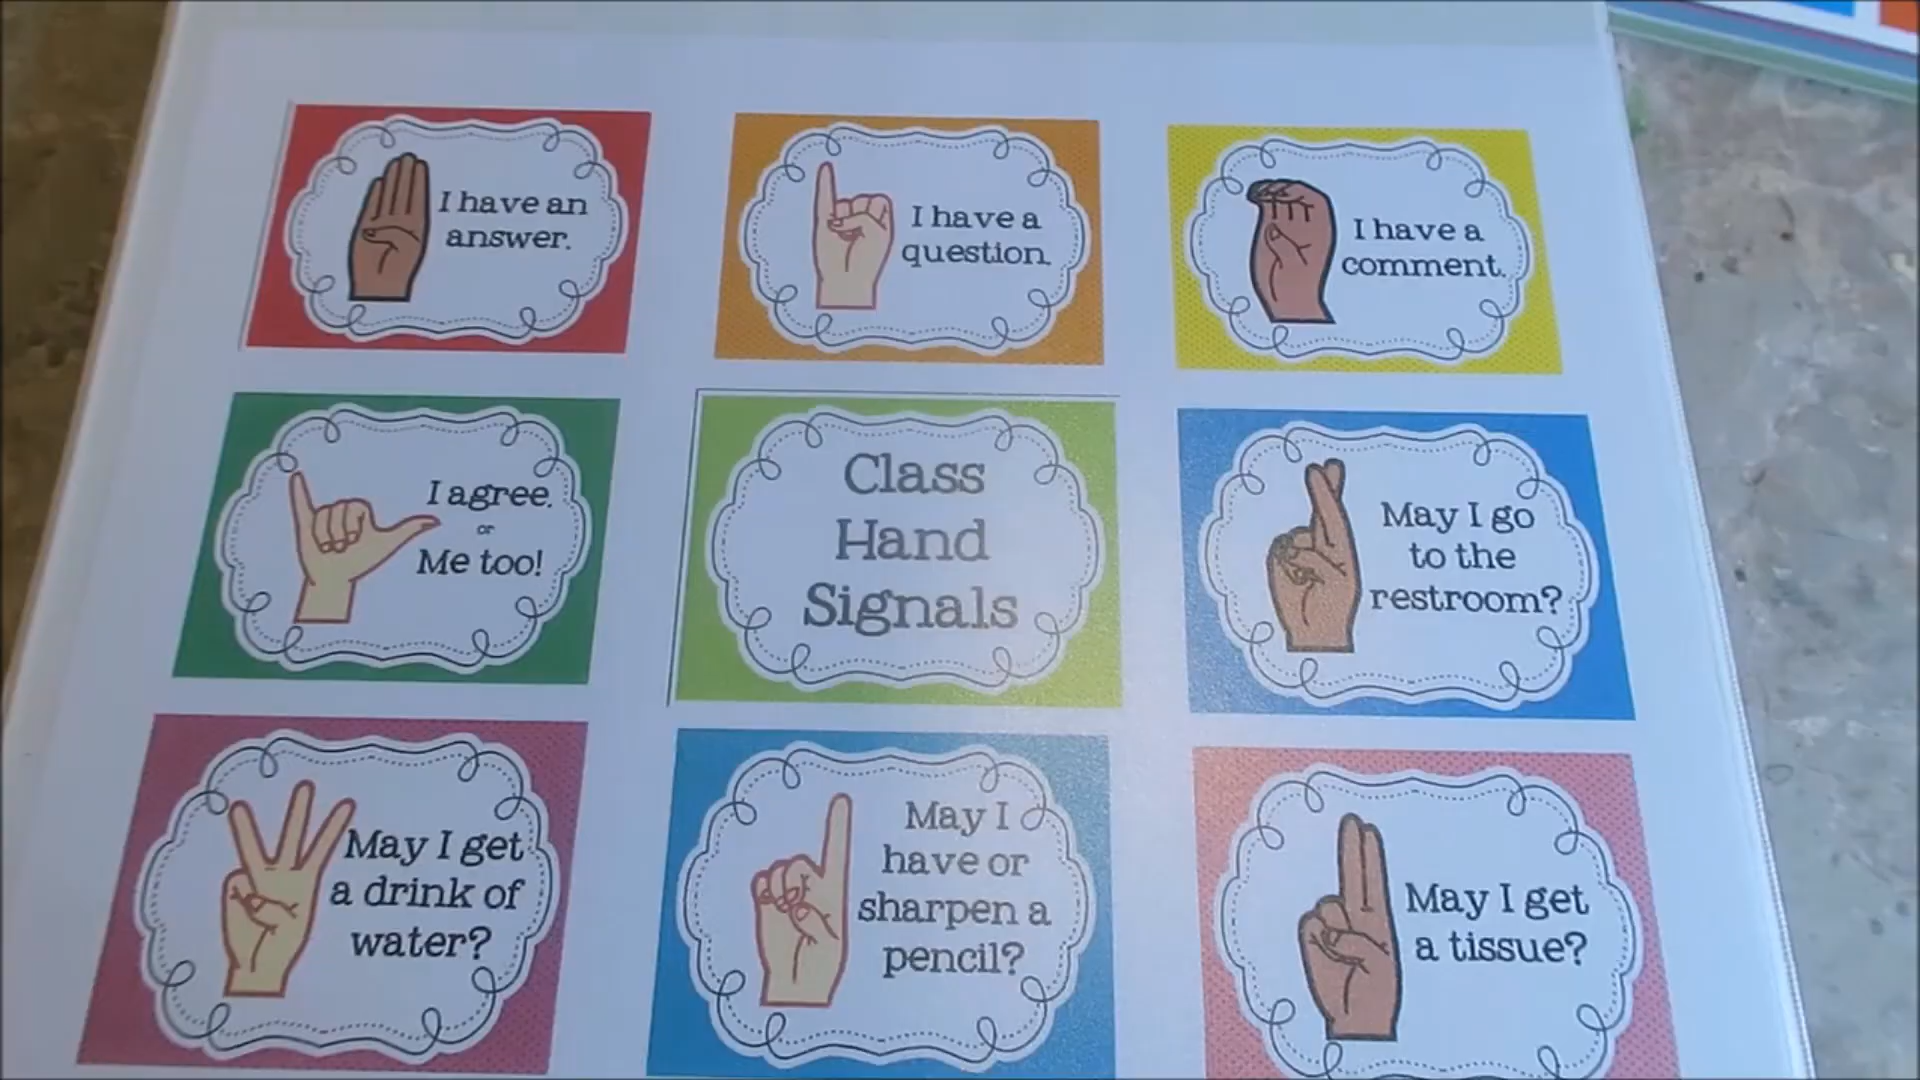 I have an
answer.
I have a
question.
I have a
comment.
I agree.
or
Me too!
Class
Hand
Signals
May I go
to the
restroom?
May I get
a drink of
water?
May I
have or
sharpen a
pencil?
May I get
a tissue?